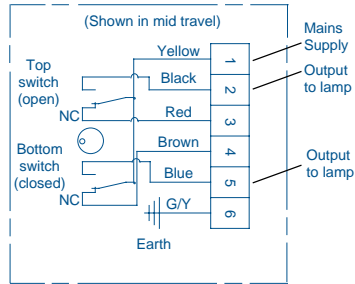 (Shown in mid travel)
Yellow
1
Mains
Supply
Top
switch
(open)
Black
2
Output
to lamp
NC
Red
3
Brown
4
Bottom
switch
(closed)
Blue
5
Output
to lamp
NC
G/Y
6
Earth